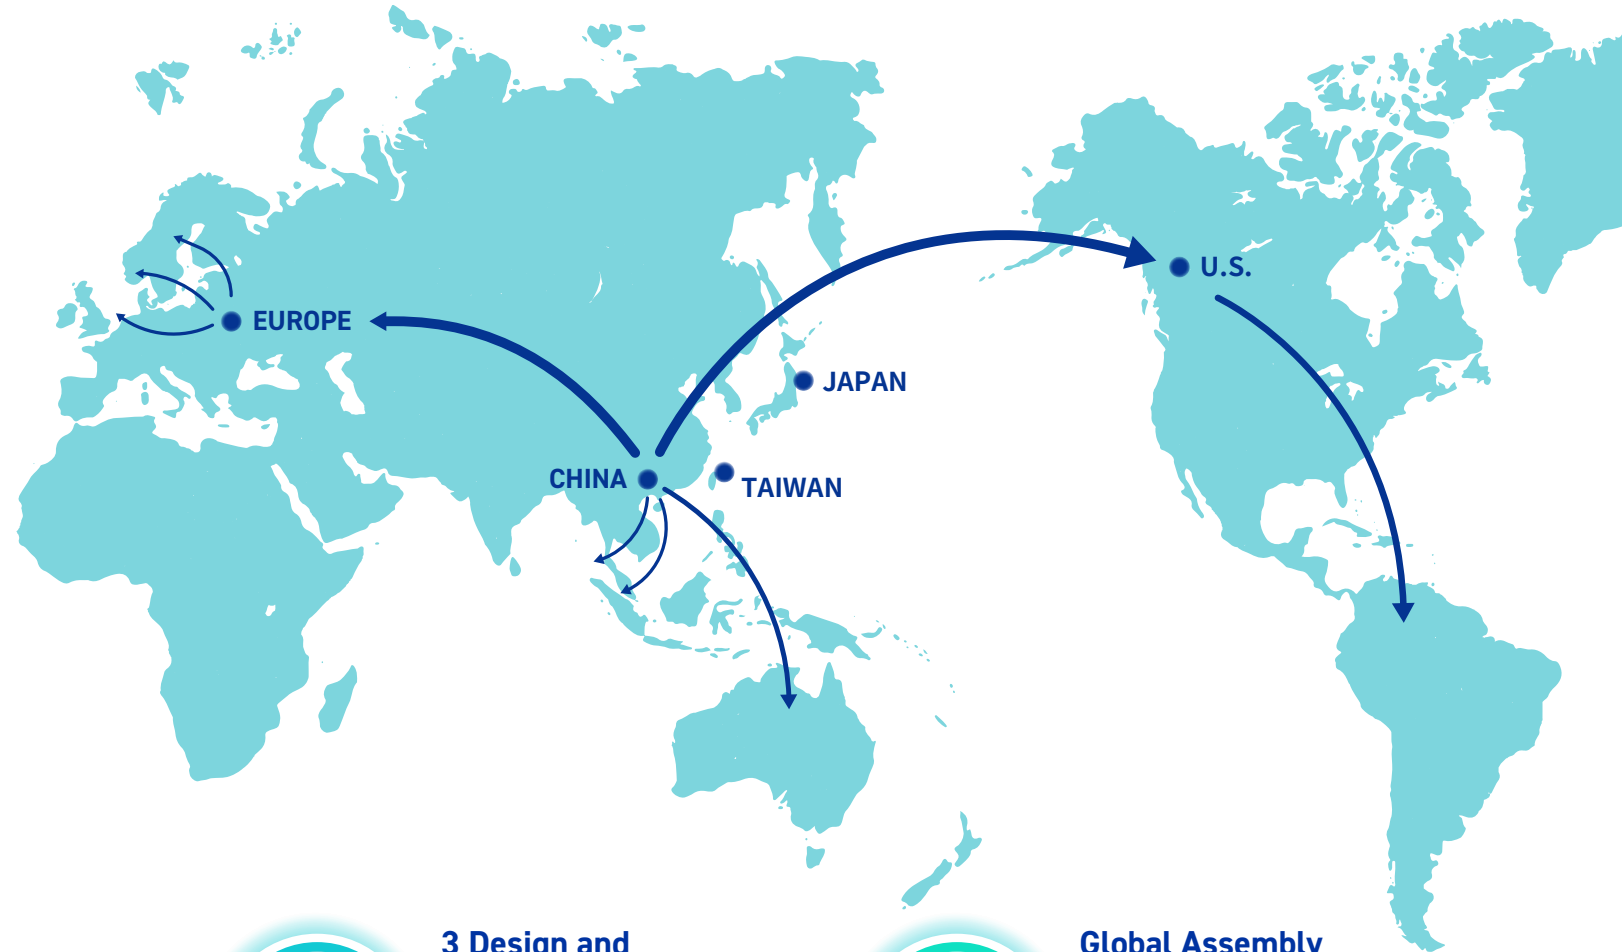 U.S.
EUROPE
JAPAN
CHINA
TAIWAN
3 Design and
Global Assembly